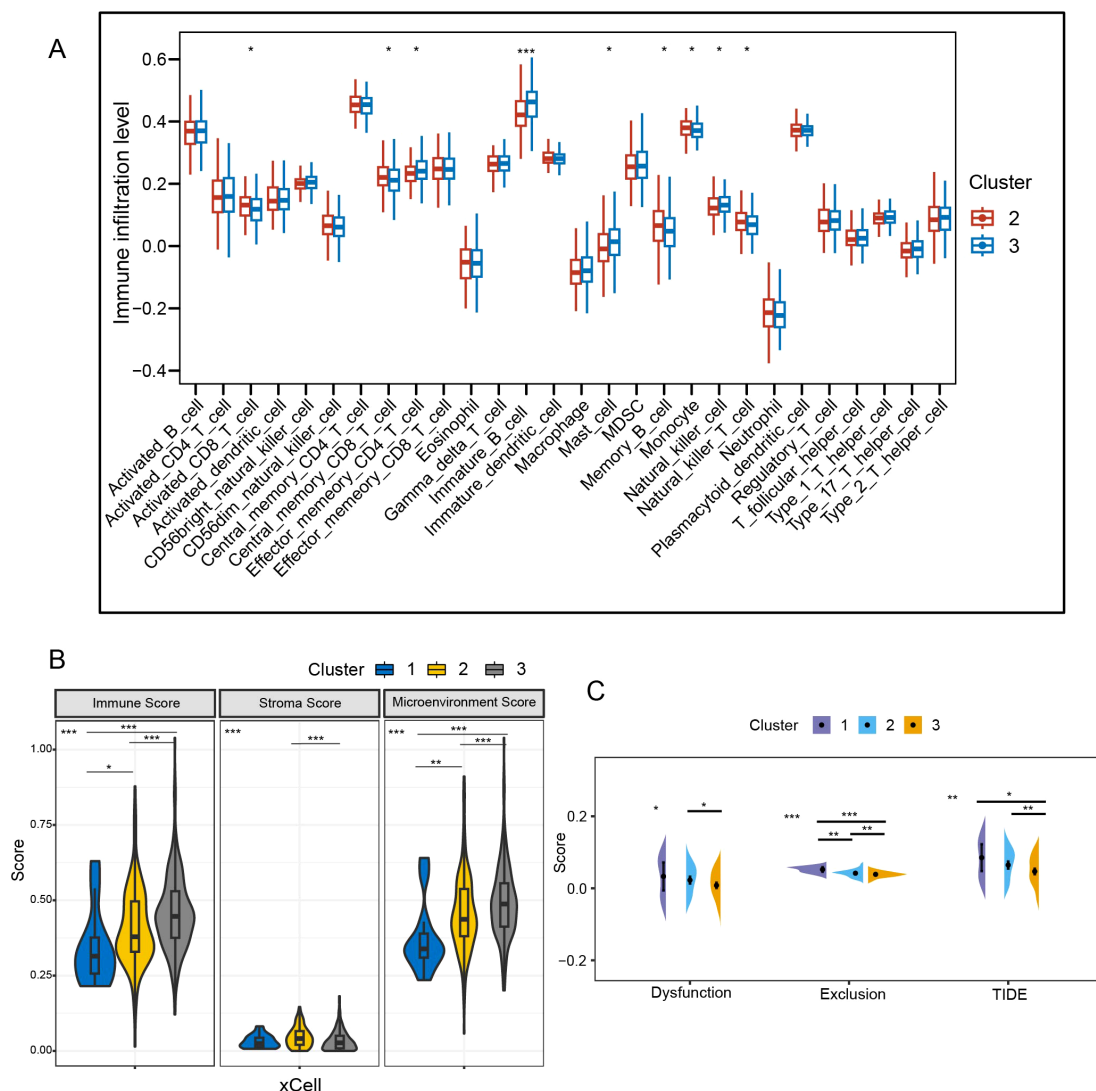 A
* * * *** * * * * *
Immune infiltration level
0.6
0.4
0.2
0.0
−0.2
−0.4
Cluster
2
3
Activated_B_cell
Activated_CD4_T_cell
Activated_CD8_T_cell
Activated_dendritic_cell
CD56bright_natural_killer_cell
CD56dim_natural_killer_cell
Central_memory_CD4_T_cell
Central_memory_CD8_T_cell
Effector_memeory_CD4_T_cell
Effector_memeory_CD8_T_cell
Eosinophil
Gamma_delta_T_cell
Immature_B_cell
Immature_dendritic_cell
Macrophage
Mast_cell
MDSC
Memory_B_cell
Monocyte
Natural_killer_cell
Natural_killer_T_cell
Neutrophil
Plasmacytoid_dendritic_cell
Regulatory_T_cell
T_follicular_helper_cell
Type_1_T_helper_cell
Type_17_T_helper_cell
Type_2_T_helper_cell
B
Cluster 1 2 3
Immune Score Stroma Score Microenvironment Score
*** *** *** *** ***
*** *** ***
* **
Score
1.00
0.75
0.50
0.25
0.00
xCell
C
Cluster 1 2 3
Score
0.2
0.0
−0.2
* * *** *** ** *
** ** **
Dysfunction Exclusion TIDE